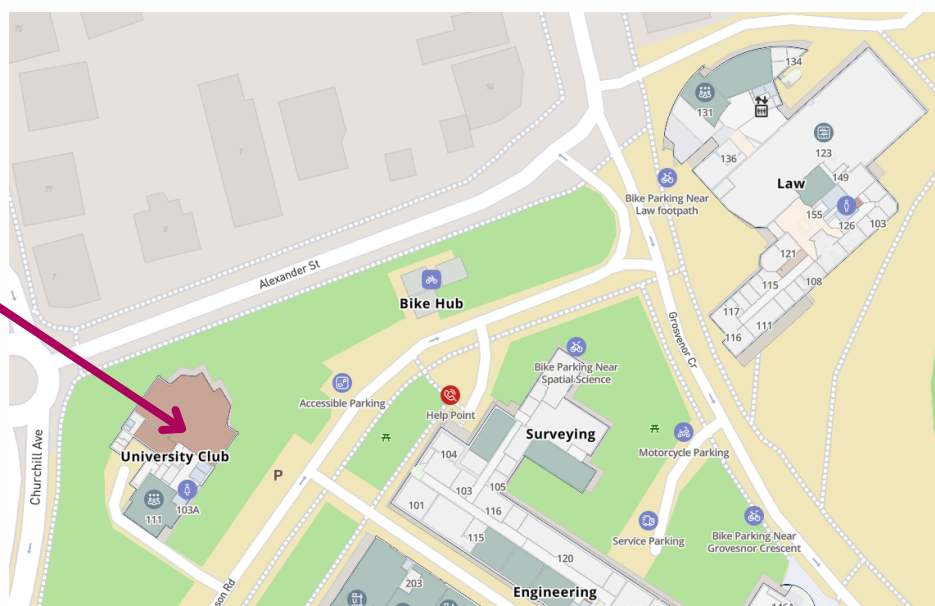 134
131
123
136
149
Law
Bike Parking Near
Law footpath
155
126
103
121
Alexander St
115
108
Bike Hub
117
111
116
Grosvenor Cr
Bike Parking Near
Spatial Science
Accessible Parking
Help Point
Surveying
Motorcycle Parking
104
University Club
Churchill Ave
P
103
105
101
116
111
103A
115
Service Parking
Bike Parking Near
Grovesnor Crescent
120
203
Engineering
son Rd